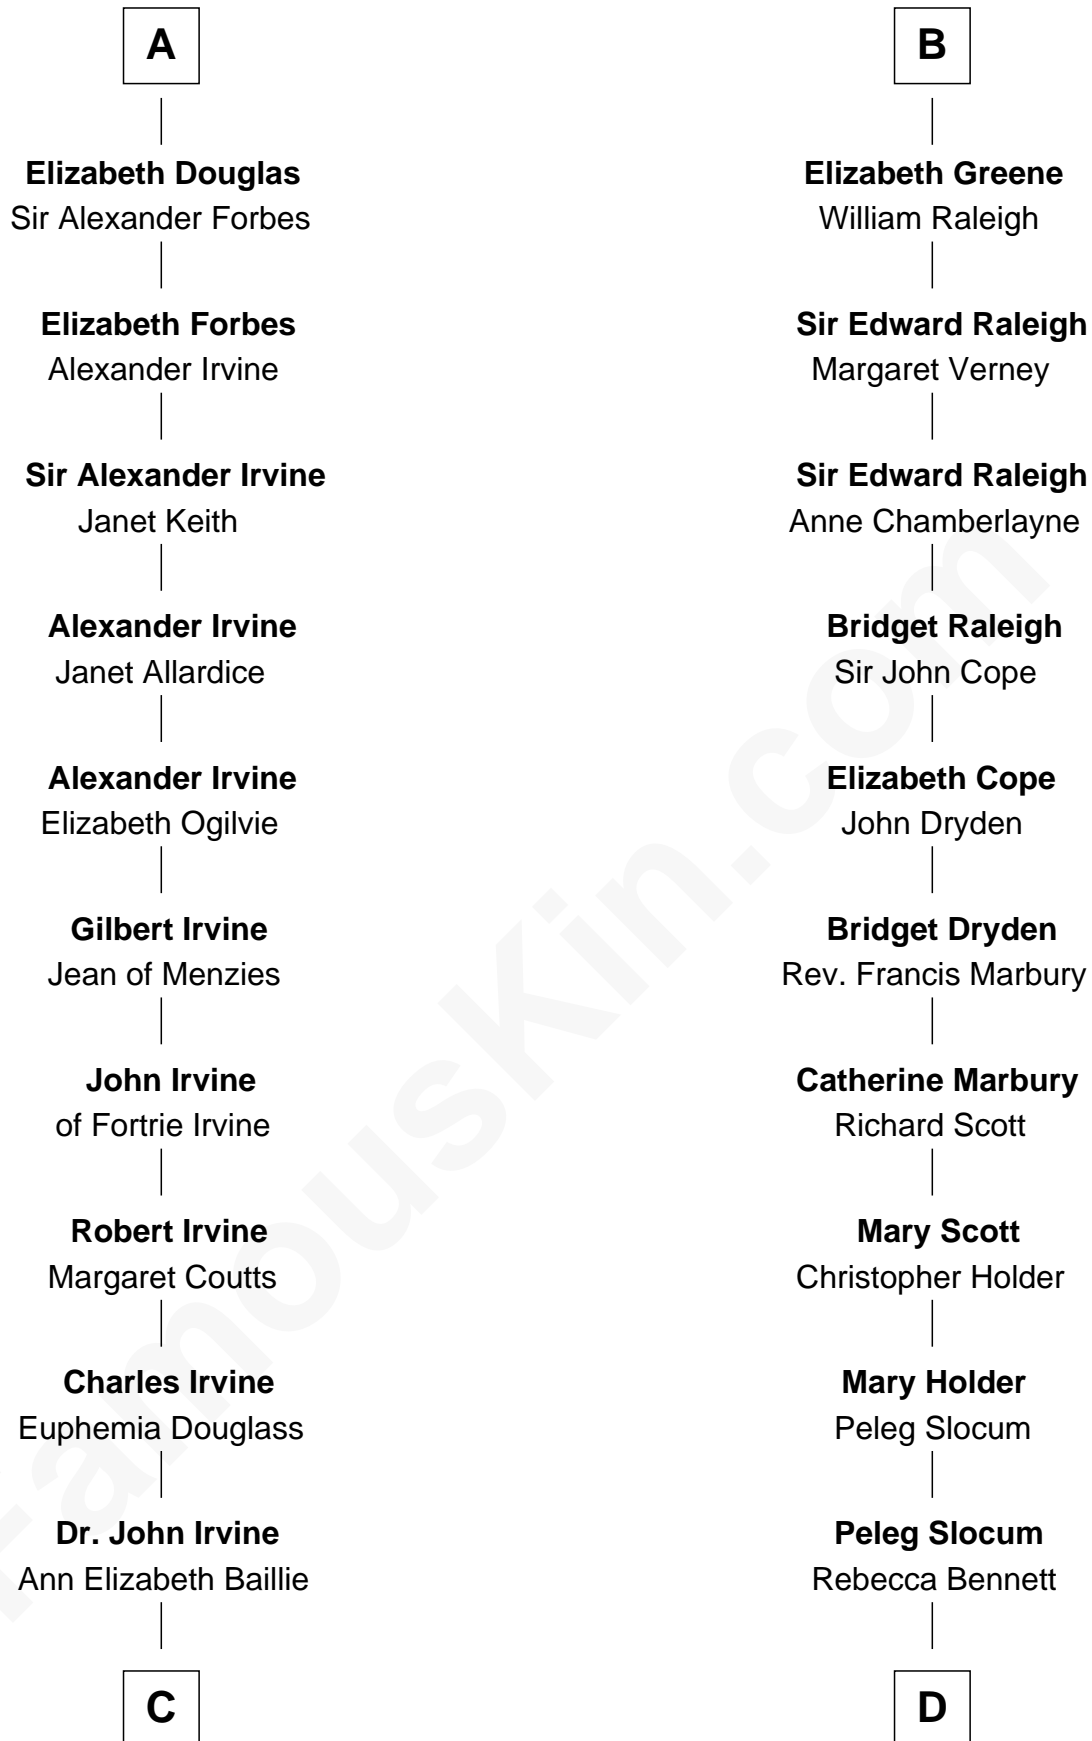 A
Elizabeth Douglas
Sir Alexander Forbes
Elizabeth Forbes
Alexander Irvine
Sir Alexander Irvine
Janet Keith
Alexander Irvine
Janet Allardice
Alexander Irvine
Elizabeth Ogilvie
Gilbert Irvine
Jean of Menzies
John Irvine
of Fortrie Irvine
Robert Irvine
Margaret Coutts
Charles Irvine
Euphemia Douglass
Dr. John Irvine
Ann Elizabeth Baillie
C
B
Elizabeth Greene
William Raleigh
Sir Edward Raleigh
Margaret Verney
Sir Edward Raleigh
Anne Chamberlayne
Bridget Raleigh
Sir John Cope
Elizabeth Cope
John Dryden
Bridget Dryden
Rev. Francis Marbury
Catherine Marbury
Richard Scott
Mary Scott
Christopher Holder
Mary Holder
Peleg Slocum
Peleg Slocum
Rebecca Bennett
D
FamousKin.com